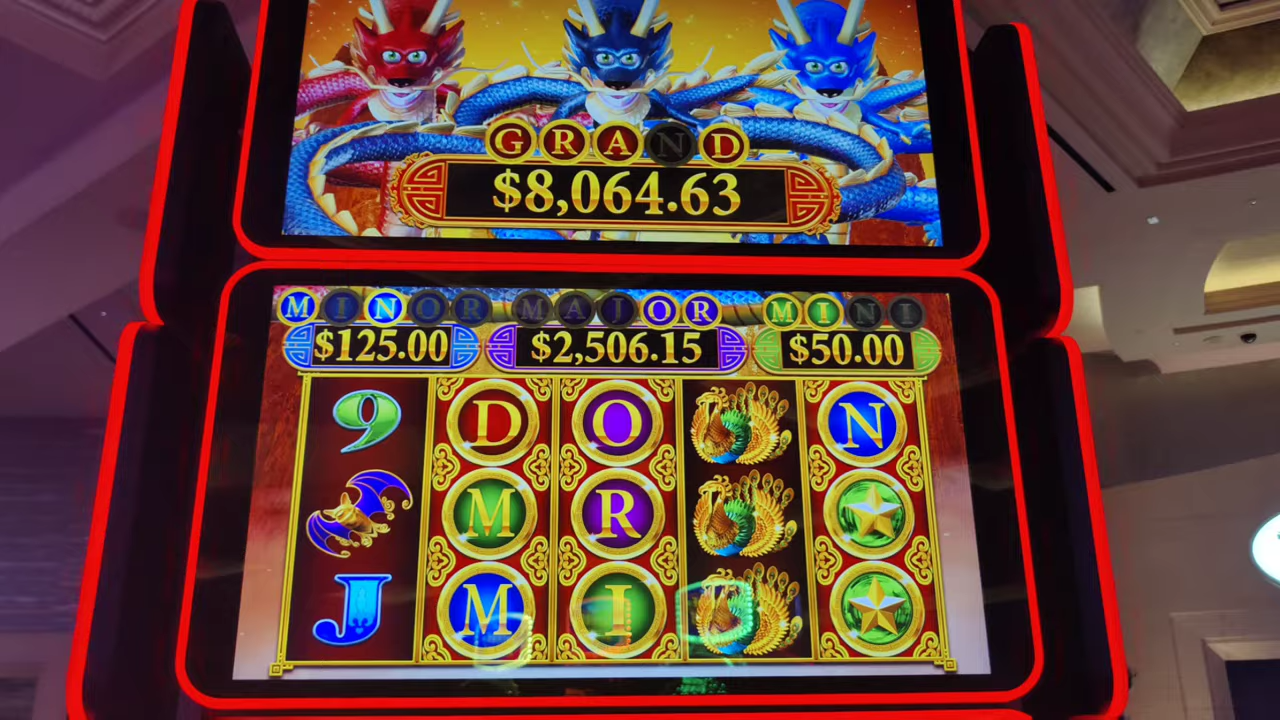 GRAND
$8,064.63
MINOR MAJOR MINI
$125.00 $2,506.15 $50.00
9 D O N
M R
J M I